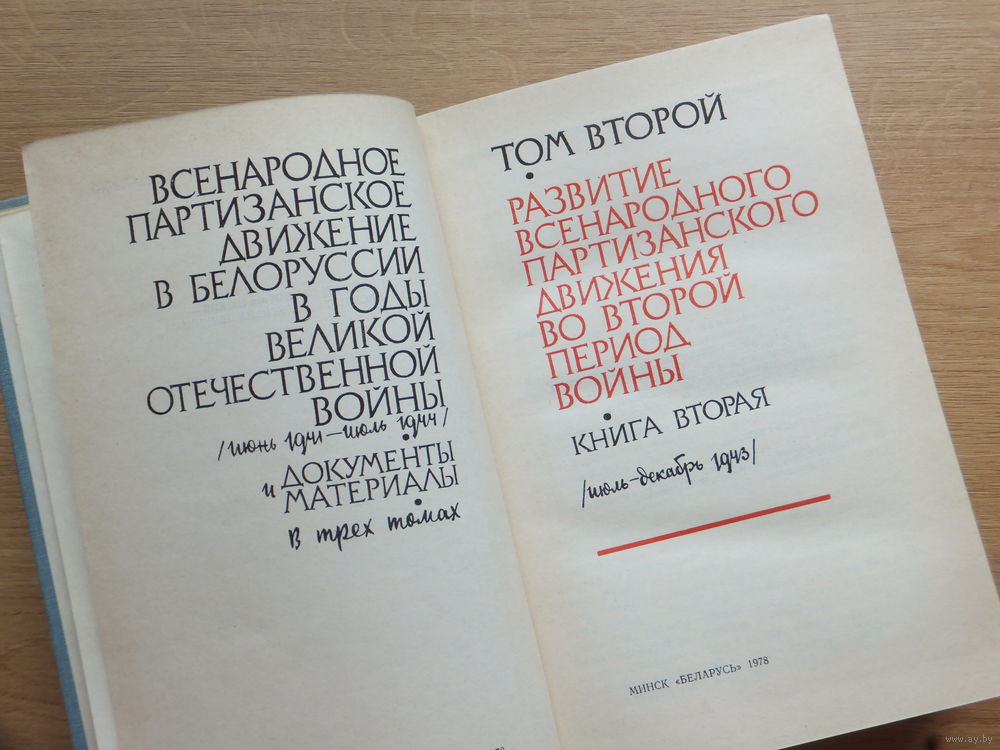 ВСЕНАРОДНОЕ
ПАРТИЗАНСКОЕ
ДВИЖЕНИЕ
В БЕЛОРУССИИ
В ГОДЫ
ВЕЛИКОЙ
ОТЕЧЕСТВЕННОЙ
ВОЙНЫ
/июнь 1941–июль 1944/
ДОКУМЕНТЫ
и МАТЕРИАЛЫ
в трех томах
ТОМ ВТОРОЙ
РАЗВИТИЕ
ВСЕНАРОДНОГО
ПАРТИЗАНСКОГО
ДВИЖЕНИЯ
ВО ВТОРОЙ
ПЕРИОД
ВОЙНЫ
КНИГА ВТОРАЯ
/июль–декабрь 1943/
МИНСК «БЕЛАРУСЬ» 1978
www.ay.by